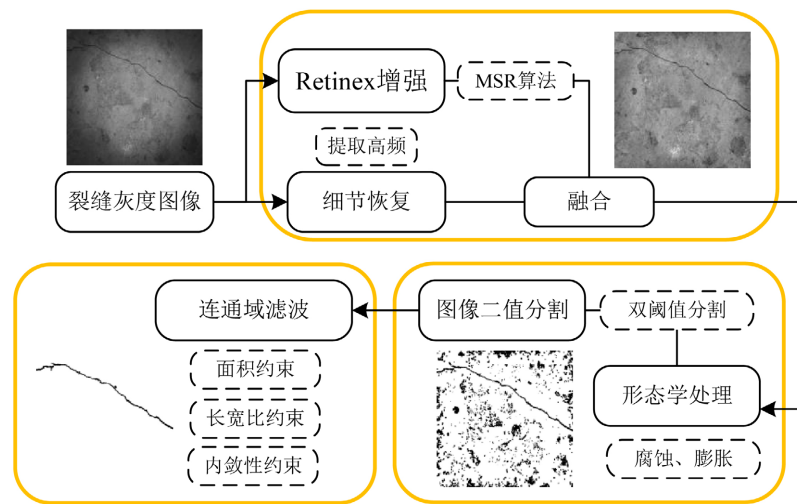 Retinex增强
MSR算法
提取高频
裂缝灰度图像
细节恢复
融合
连通域滤波
图像二值分割
双阈值分割
面积约束
长宽比约束
内敛性约束
形态学处理
腐蚀、膨胀